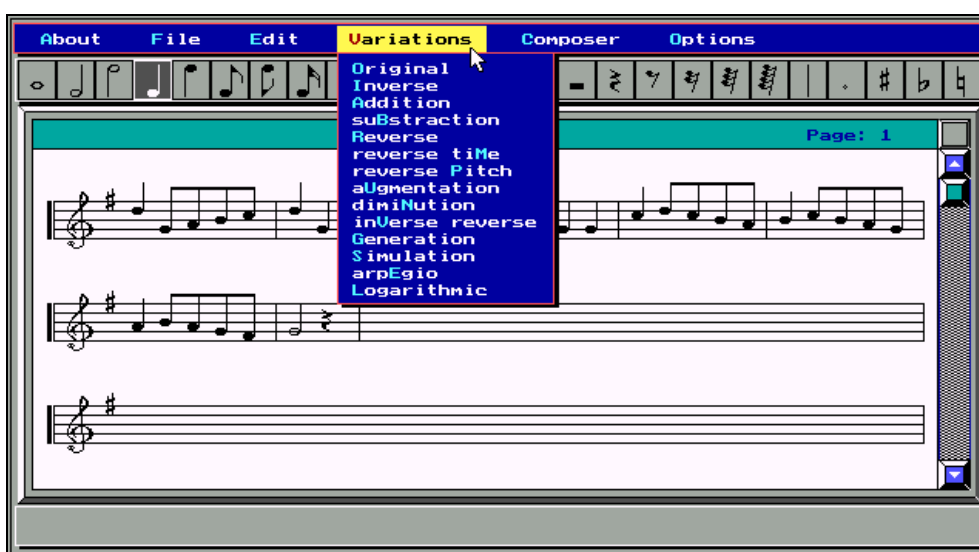 About File Edit Variations Composer Options
Original
Inverse
Addition
suBstraction
Reverse
reverse tiMe
reverse Pitch
aUgmentation
dimiNution
inVerse reverse
Generation
Simulation
arpEgio
Logarithmic
Page: 1